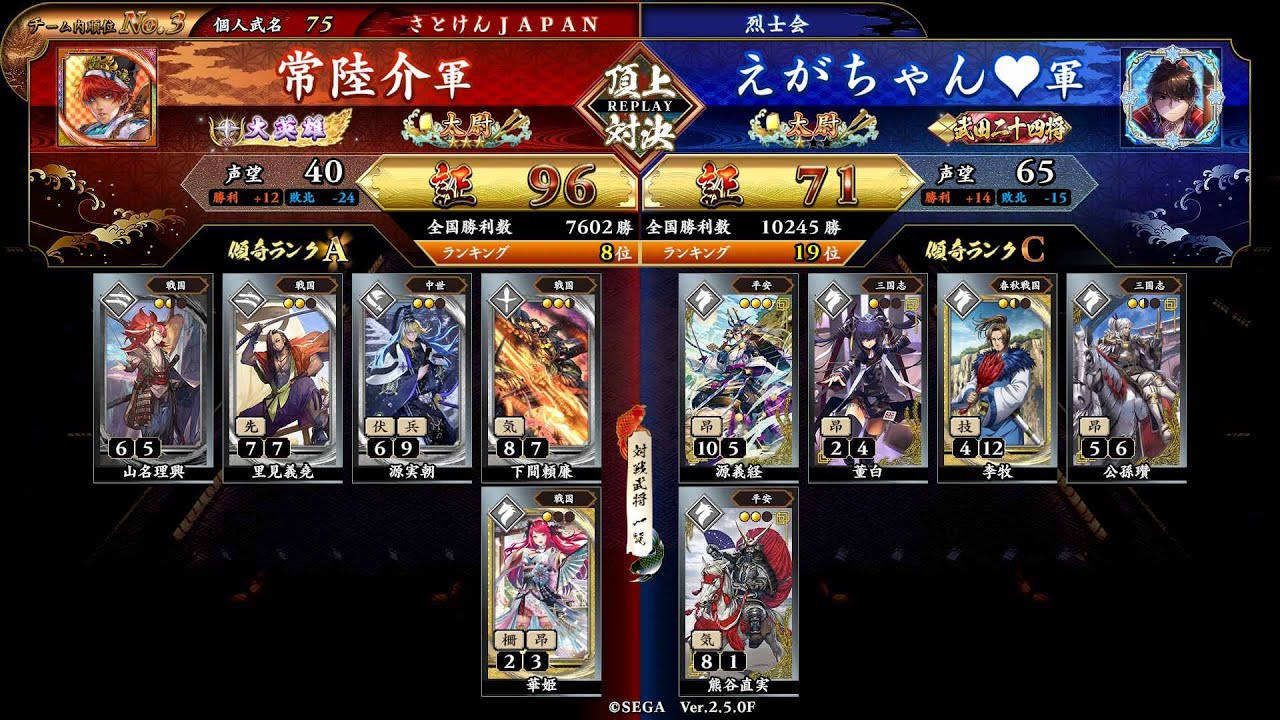 チーム内順位 No.3 個人武名 75 さとけんJAPAN
烈士会
常陸介軍
頂上
REPLAY
対決
えがちゃん♥軍
大英雄 太尉
太尉 武田二十四将
声望 40
勝利 +12 敗北 -24
証 96
証 71
声望 65
勝利 +14 敗北 -15
全国勝利数 7602勝
全国勝利数 10245勝
傾奇ランクA
ランキング 8位
ランキング 19位
傾奇ランクC
戦国
6 5
山名理興
戦国
先
7 7
里見義堯
中世
伏 兵
6 9
源実朝
戦国
気
8 7
下間頼廉
平安
昂
10 5
源義経
三国志
昂
2 4
董白
春秋戦国
技
4 12
李牧
三国志
昂
5 6
公孫瓚
対戦武将一覧
戦国
柵 昂
2 3
華姫
平安
気
8 1
熊谷直実
©SEGA Ver.2.5.0F